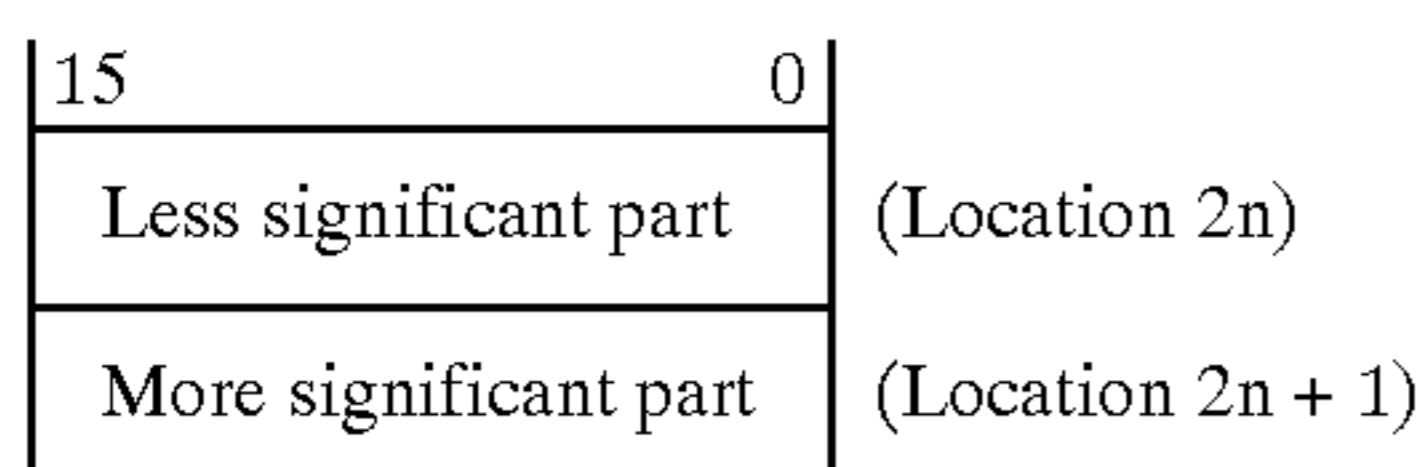 15 0
Less significant part (Location 2n)
More significant part (Location 2n + 1)